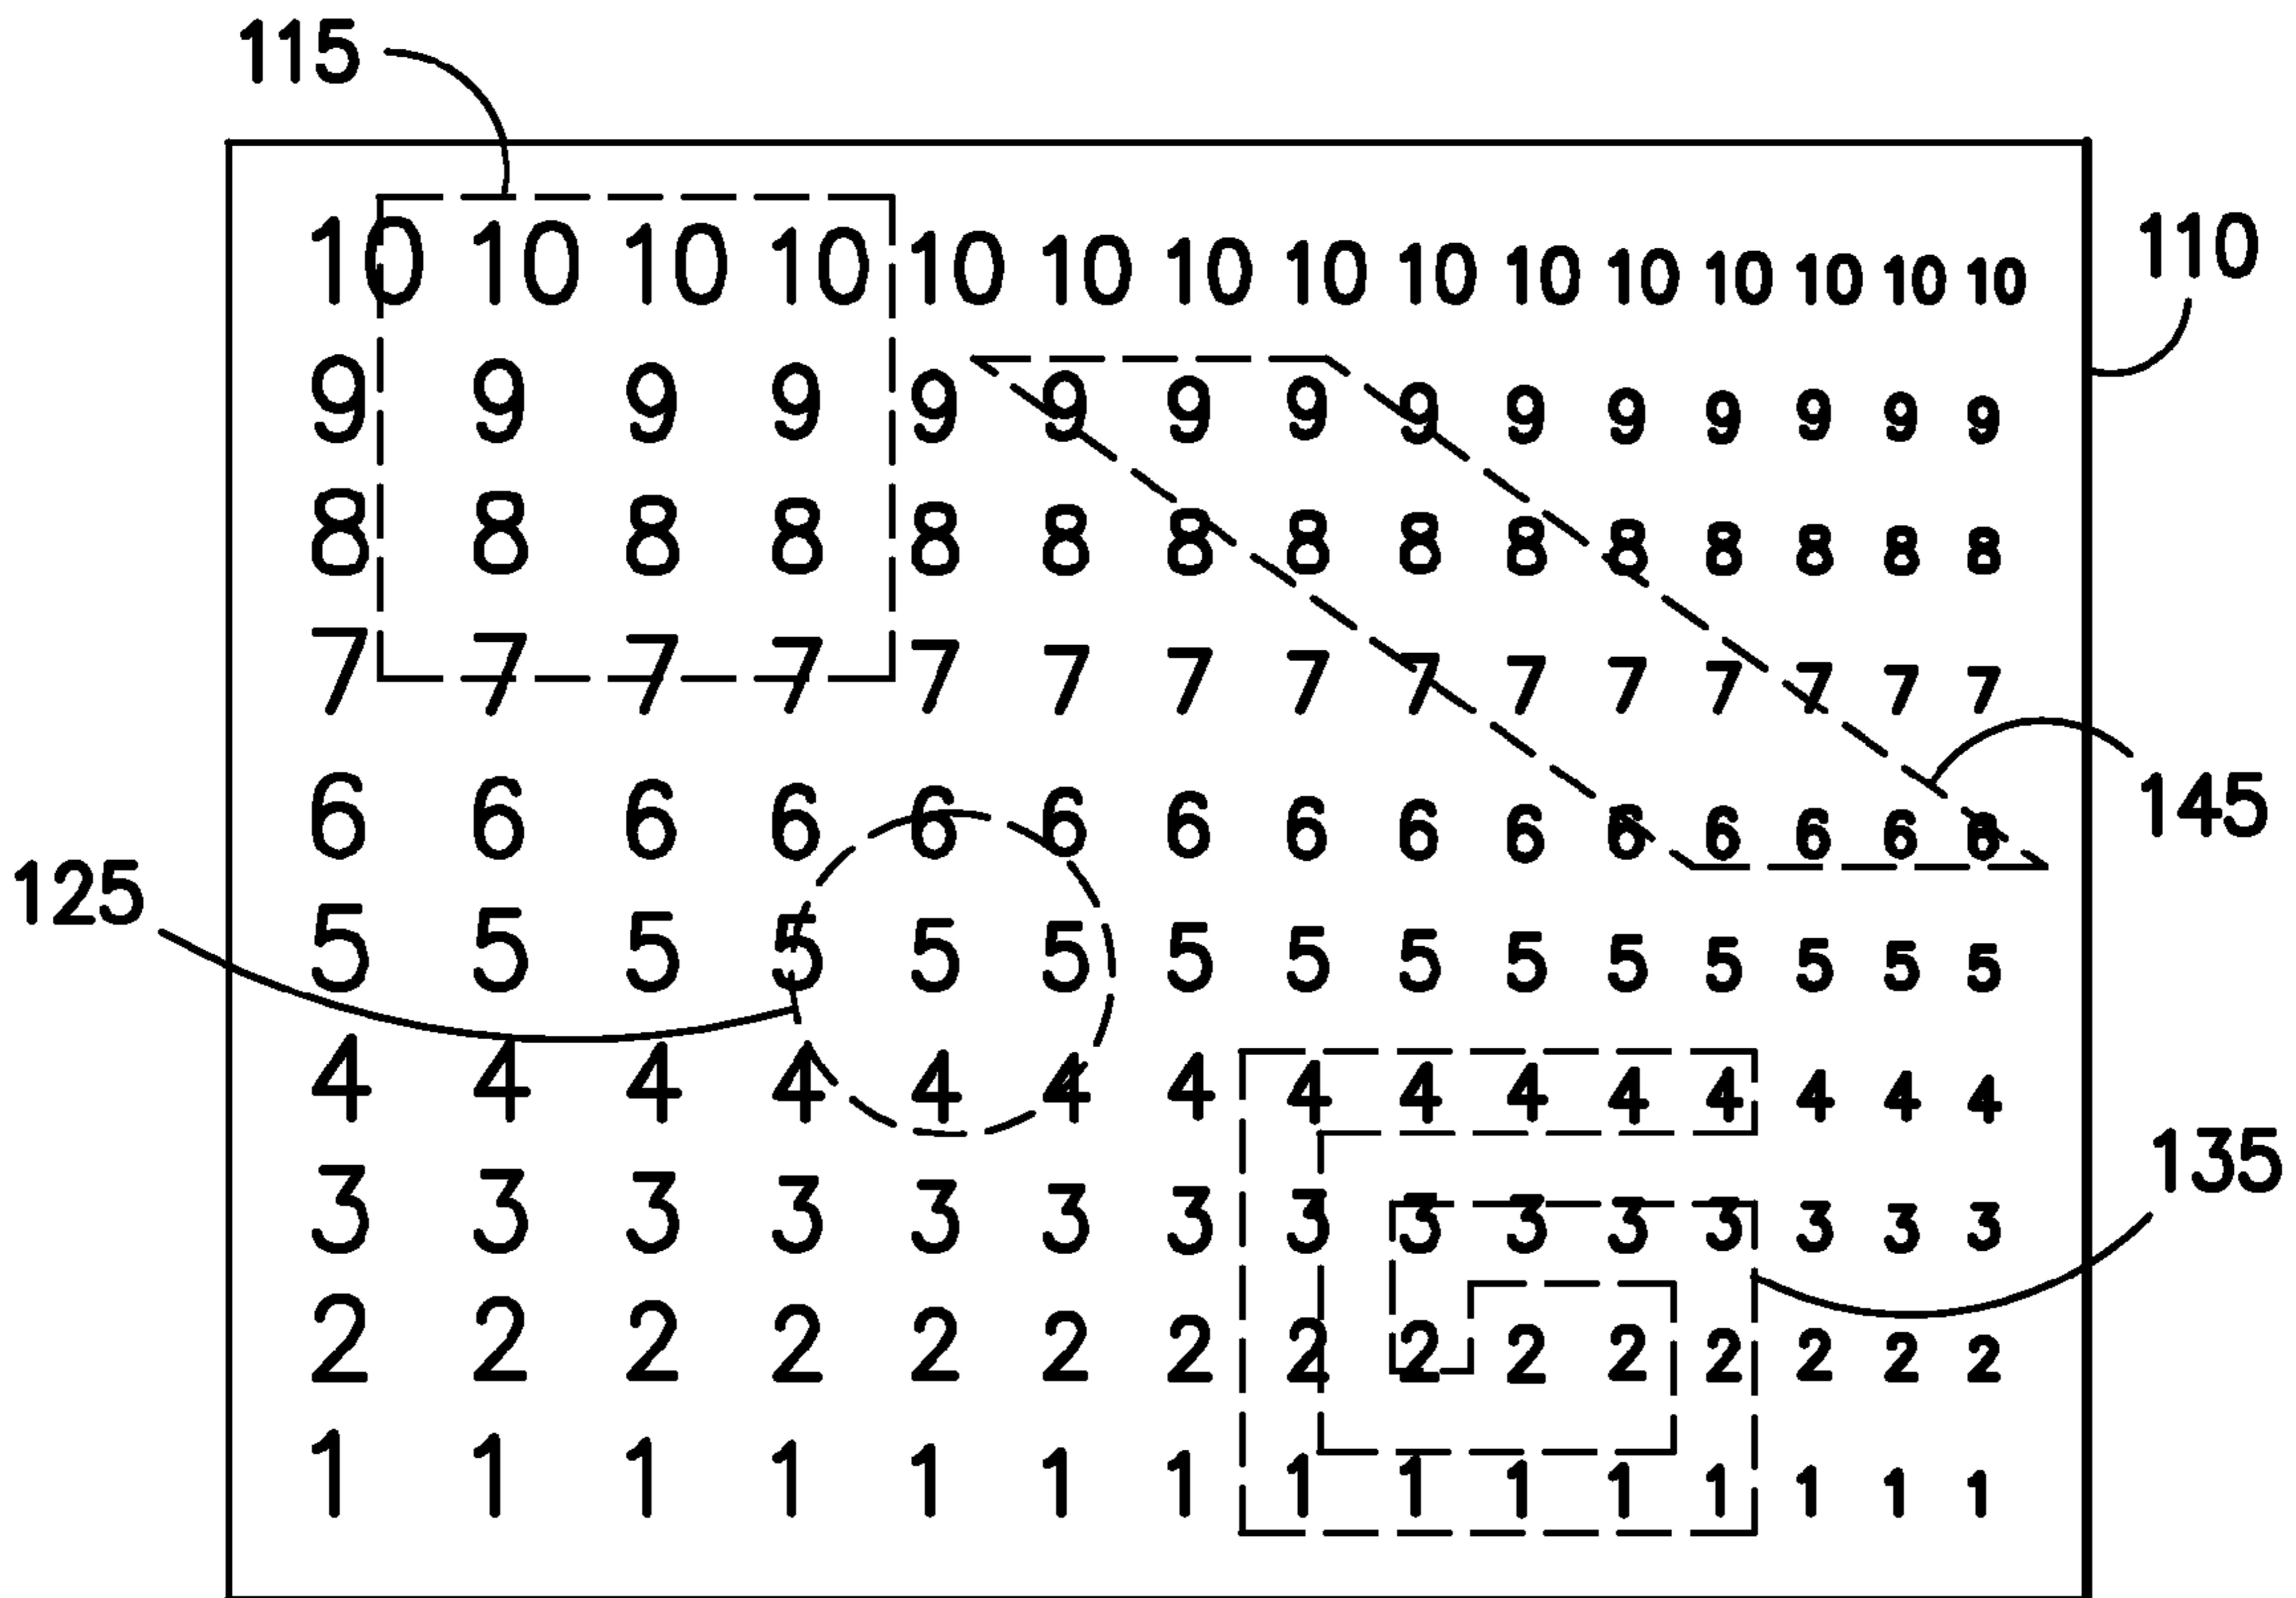 115
10 10 10 10 10 10 10 10 10 10 10 10 10 10 10
110
9 9 9 9 9 9 9 9 9 9 9 9 9 9 9
8 8 8 8 8 8 8 8 8 8 8 8 8 8 8
7 7 7 7 7 7 7 7 7 7 7 7 7 7 7
145
6 6 6 6 6 6 6 6 6 6 6 6 6 6 6
125
5 5 5 5 5 5 5 5 5 5 5 5 5 5 5
4 4 4 4 4 4 4 4 4 4 4 4 4 4 4
135
3 3 3 3 3 3 3 3 3 3 3 3 3 3 3
2 2 2 2 2 2 2 2 2 2 2 2 2 2 2
1 1 1 1 1 1 1 1 1 1 1 1 1 1 1